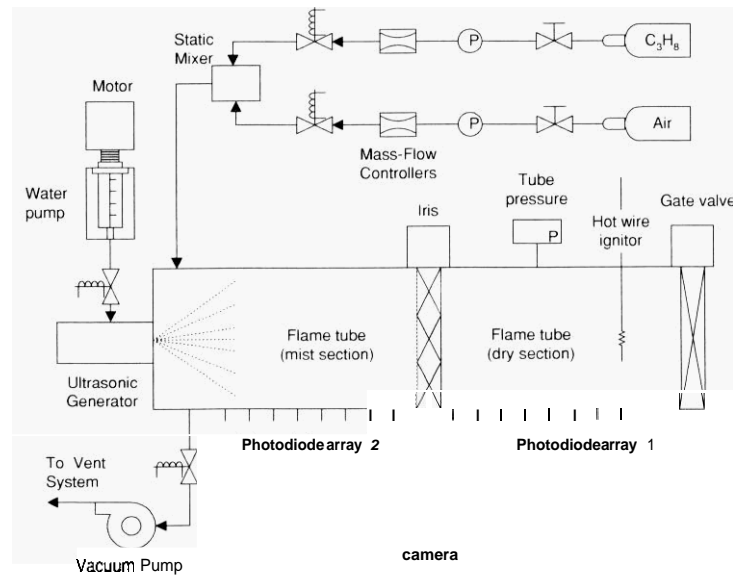 C3H8
Static
Mixer
P
Motor
Air
P
Mass-Flow
Controllers
Water
pump
Tube
pressure
P
Iris
Hot wire
ignitor
Gate valve
Flame tube
(mist section)
Flame tube
(dry section)
Ultrasonic
Generator
Photodiodearray 2
Photodiodearray 1
To Vent
System
Vacuum Pump
camera